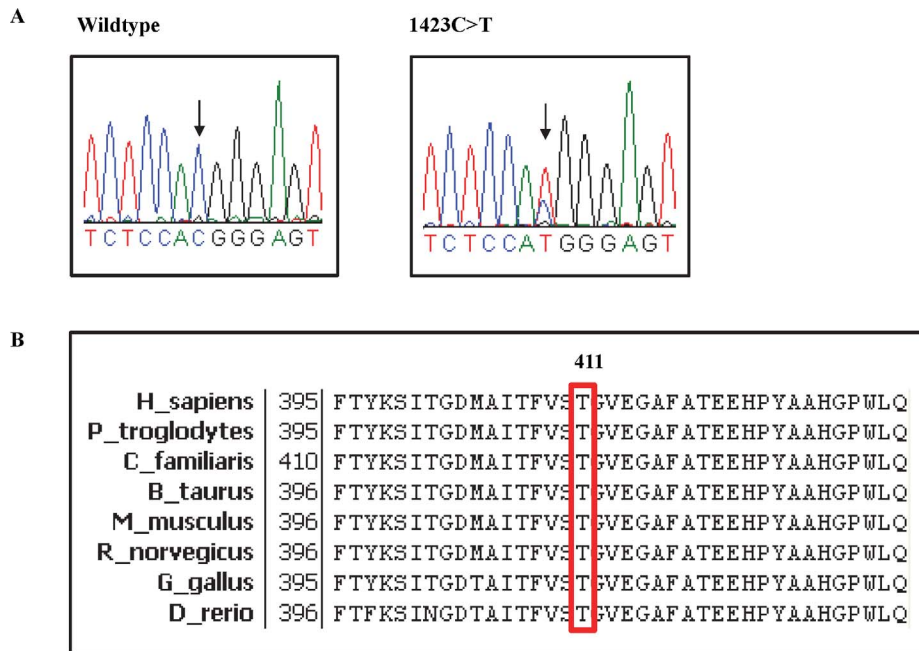 A
Wildtype
1423C>T
TCTCCACGGGAGT
TCTCCATGGGAGT
B
411
H_sapiens 395 FTYKSITGDMAITFVSTGVEGAFATEEHPYAAHGPWLQ
P_troglodytes 395 FTYKSITGDMAITFVSTGVEGAFATEEHPYAAHGPWLQ
C_familiaris 410 FTYKSITGDMAITFVSTGVEGAFATEEHPYAAHGPWLQ
B_taurus 396 FTYKSITGDMAITFVSTGVEGAFATEEHPYAAHGPWLQ
M_musculus 396 FTYKSITGDMAITFVSTGVEGAFATEEHPYAAHGPWLQ
R_norvegicus 396 FTYKSITGDMAITFVSTGVEGAFATEEHPYAAHGPWLQ
G_gallus 395 FTYKSITGDTAITFVSTGVEGAFATEEHPYAAHGPWLQ
D_rerio 396 FTFKSINGDTAITFVSTGVEGAFATEEHPYAAHGPWLQ